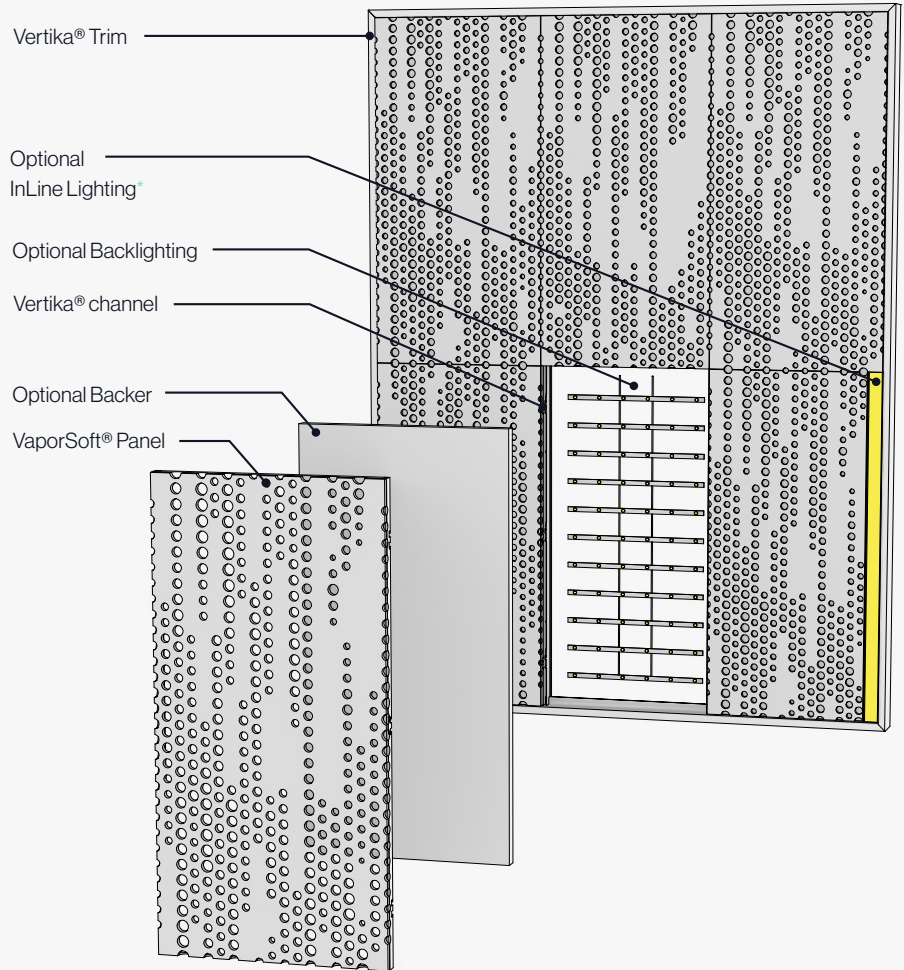 Vertika® Trim
Optional
InLine Lighting*
Optional Backlighting
Vertika® channel
Optional Backer
VaporSoft® Panel